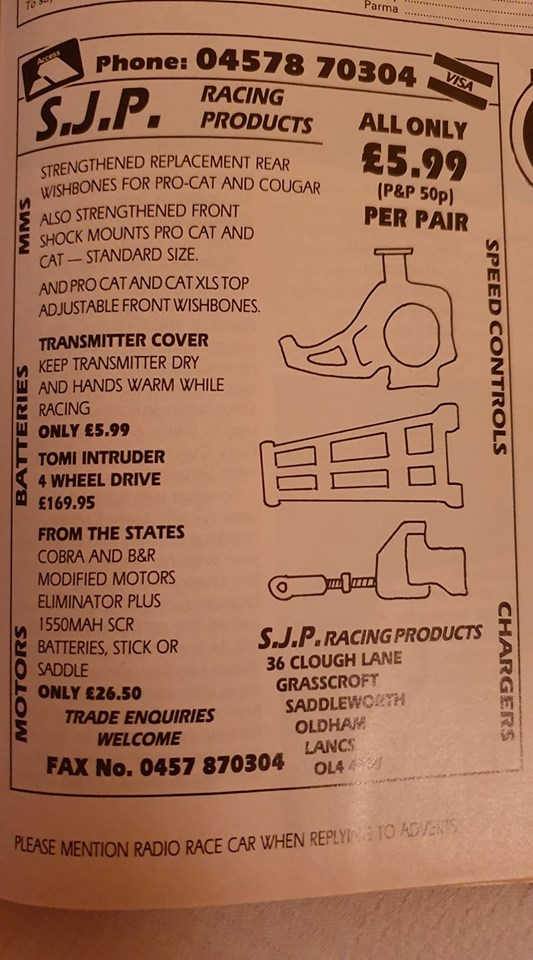 Parma
Access
Phone: 04578 70304
VISA
S.J.P. RACING
PRODUCTS
ALL ONLY
£5.99
(P&P 50p)
PER PAIR
STRENGTHENED REPLACEMENT REAR
WISHBONES FOR PRO-CAT AND COUGAR
ALSO STRENGTHENED FRONT
SHOCK MOUNTS PRO CAT AND
CAT — STANDARD SIZE.
AND PRO CAT AND CAT XLS TOP
ADJUSTABLE FRONT WISHBONES.
TRANSMITTER COVER
KEEP TRANSMITTER DRY
AND HANDS WARM WHILE
RACING
ONLY £5.99
TOMI INTRUDER
4 WHEEL DRIVE
£169.95
FROM THE STATES
COBRA AND B&R
MODIFIED MOTORS
ELIMINATOR PLUS
1550MAH SCR
BATTERIES, STICK OR
SADDLE
ONLY £26.50
TRADE ENQUIRIES
WELCOME
FAX No. 0457 870304
MMS
BATTERIES
MOTORS
SPEED CONTROLS
CHARGERS
S.J.P. RACING PRODUCTS
36 CLOUGH LANE
GRASSCROFT
SADDLEWORTH
OLDHAM
LANCS
OL4
PLEASE MENTION RADIO RACE CAR WHEN REPLYING TO ADVERTS